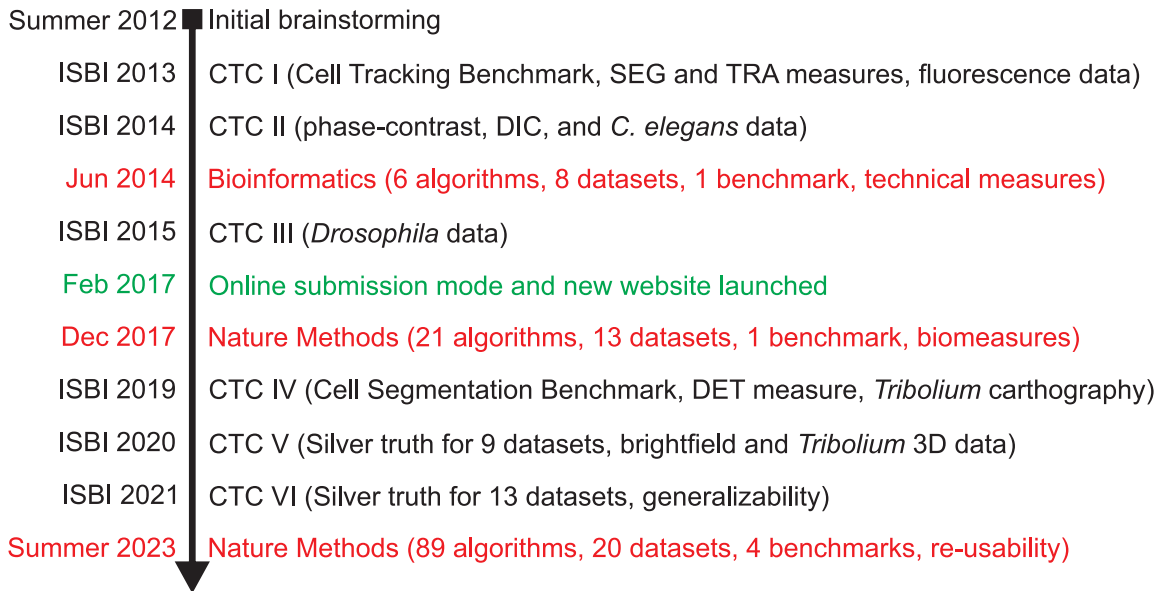 Summer 2012 Initial brainstorming
ISBI 2013 CTC I (Cell Tracking Benchmark, SEG and TRA measures, fluorescence data)
ISBI 2014 CTC II (phase-contrast, DIC, and C. elegans data)
Jun 2014 Bioinformatics (6 algorithms, 8 datasets, 1 benchmark, technical measures)
ISBI 2015 CTC III (Drosophila data)
Feb 2017 Online submission mode and new website launched
Dec 2017 Nature Methods (21 algorithms, 13 datasets, 1 benchmark, biomeasures)
ISBI 2019 CTC IV (Cell Segmentation Benchmark, DET measure, Tribolium carthography)
ISBI 2020 CTC V (Silver truth for 9 datasets, brightfield and Tribolium 3D data)
ISBI 2021 CTC VI (Silver truth for 13 datasets, generalizability)
Summer 2023 Nature Methods (89 algorithms, 20 datasets, 4 benchmarks, re-usability)